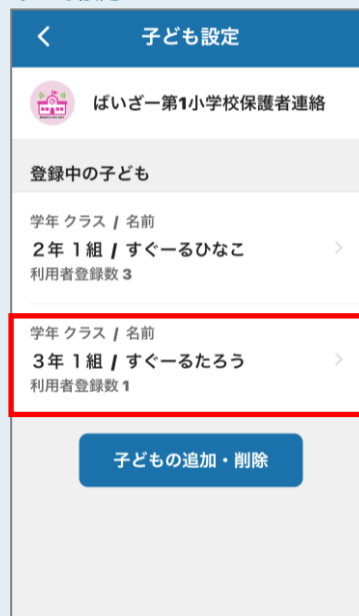 子ども設定
ばいざー第1小学校保護者連絡
登録中の子ども
学年 クラス / 名前
2年 1組 / すぐーるひなこ
利用者登録数 3
学年 クラス / 名前
3年 1組 / すぐーるたろう
利用者登録数 1
子どもの追加・削除